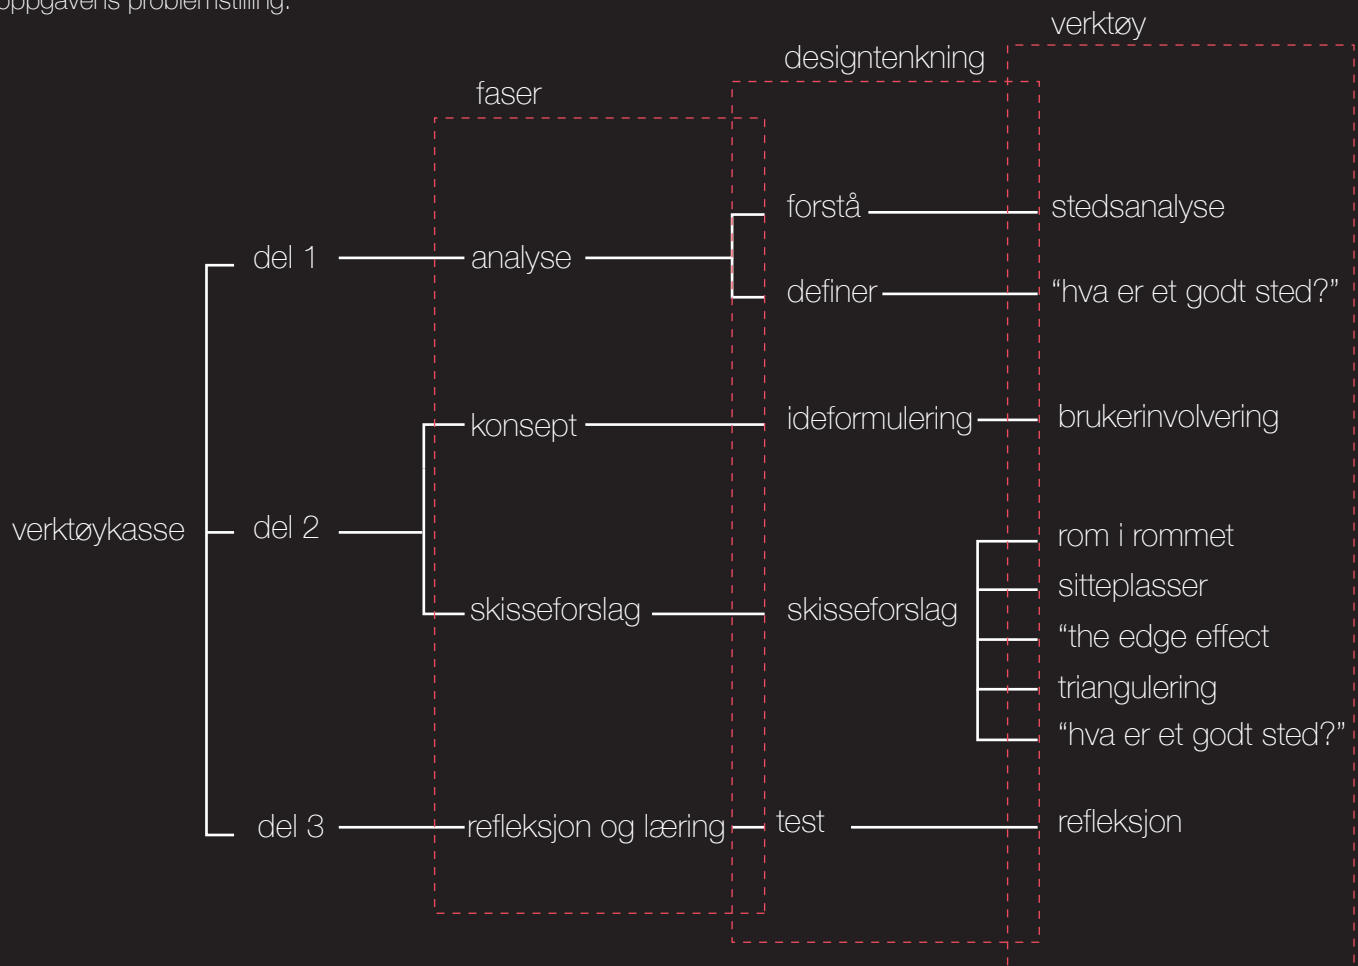 oppgavens problemstilling.
verktøy
designtenkning
faser
forstå
stedsanalyse
del 1
analyse
definer
“hva er et godt sted?”
konsept
ideformulering
brukerinvolvering
verktøykasse
del 2
rom i rommet
sitteplasser
skisseforslag
skisseforslag
“the edge effect
triangulering
“hva er et godt sted?”
del 3
refleksjon og læring
test
refleksjon